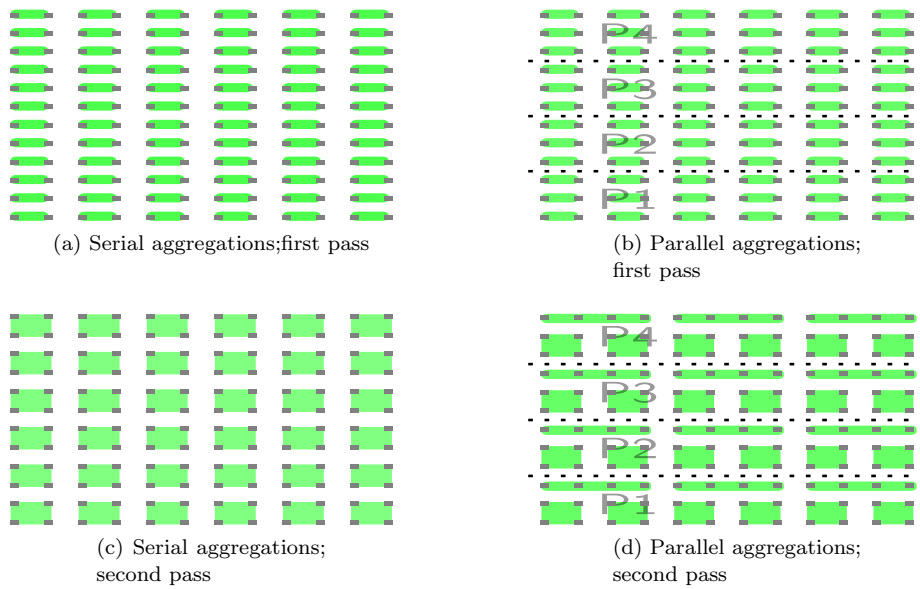 P4
P3
P2
P1
(a) Serial aggregations;first pass
(b) Parallel aggregations;
first pass
P4
P3
P2
P1
(c) Serial aggregations;
second pass
(d) Parallel aggregations;
second pass